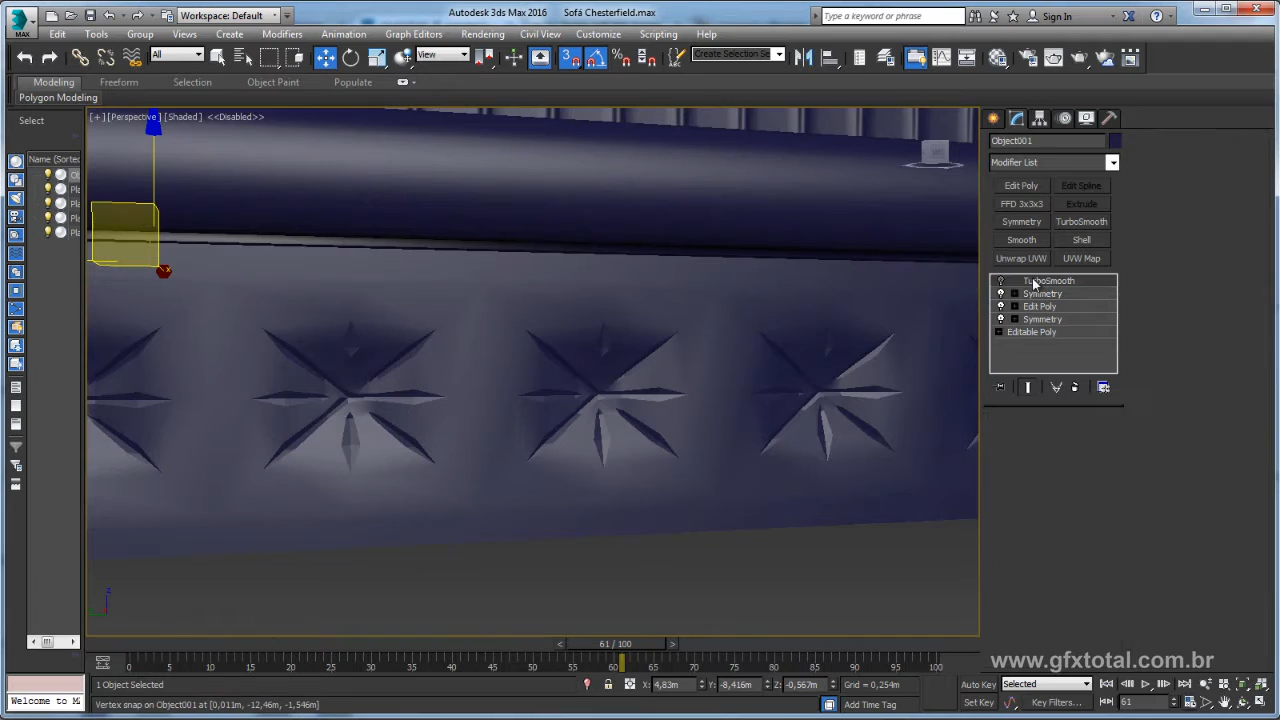 Autodesk 3ds Max 2016    Sofá Chesterfield.max
Workspace: Default
Type a keyword or phrase
Sign In
MAX
Edit Tools Group Views Create Modifiers Animation Graph Editors Rendering Civil View Customize Scripting Help
All
View
3
Create Selection Se
Modeling Freeform Selection Object Paint Populate
Polygon Modeling
Select
Name (Sorted
[+][Perspective][Shaded] <<Disabled>>
Object001
Modifier List
Edit Poly Edit Spline
FFD 3x3x3 Extrude
Symmetry TurboSmooth
Smooth Shell
Unwrap UVW UVW Map
TurboSmooth
Symmetry
Edit Poly
Symmetry
Editable Poly
z
61 / 100
0 5 10 15 20 25 30 35 40 45 50 55 60 65 70 75 80 85 90 95 100
www.gfxtotal.com.br
1 Object Selected
X: 4,83m Y: -8,416m Z: -0,567m Grid = 0,254m
Auto Key Selected
Welcome to M
Vertex snap on Object001 at [0,011m, -12,46m, -1,546m]
Add Time Tag
Set Key Key Filters... 61